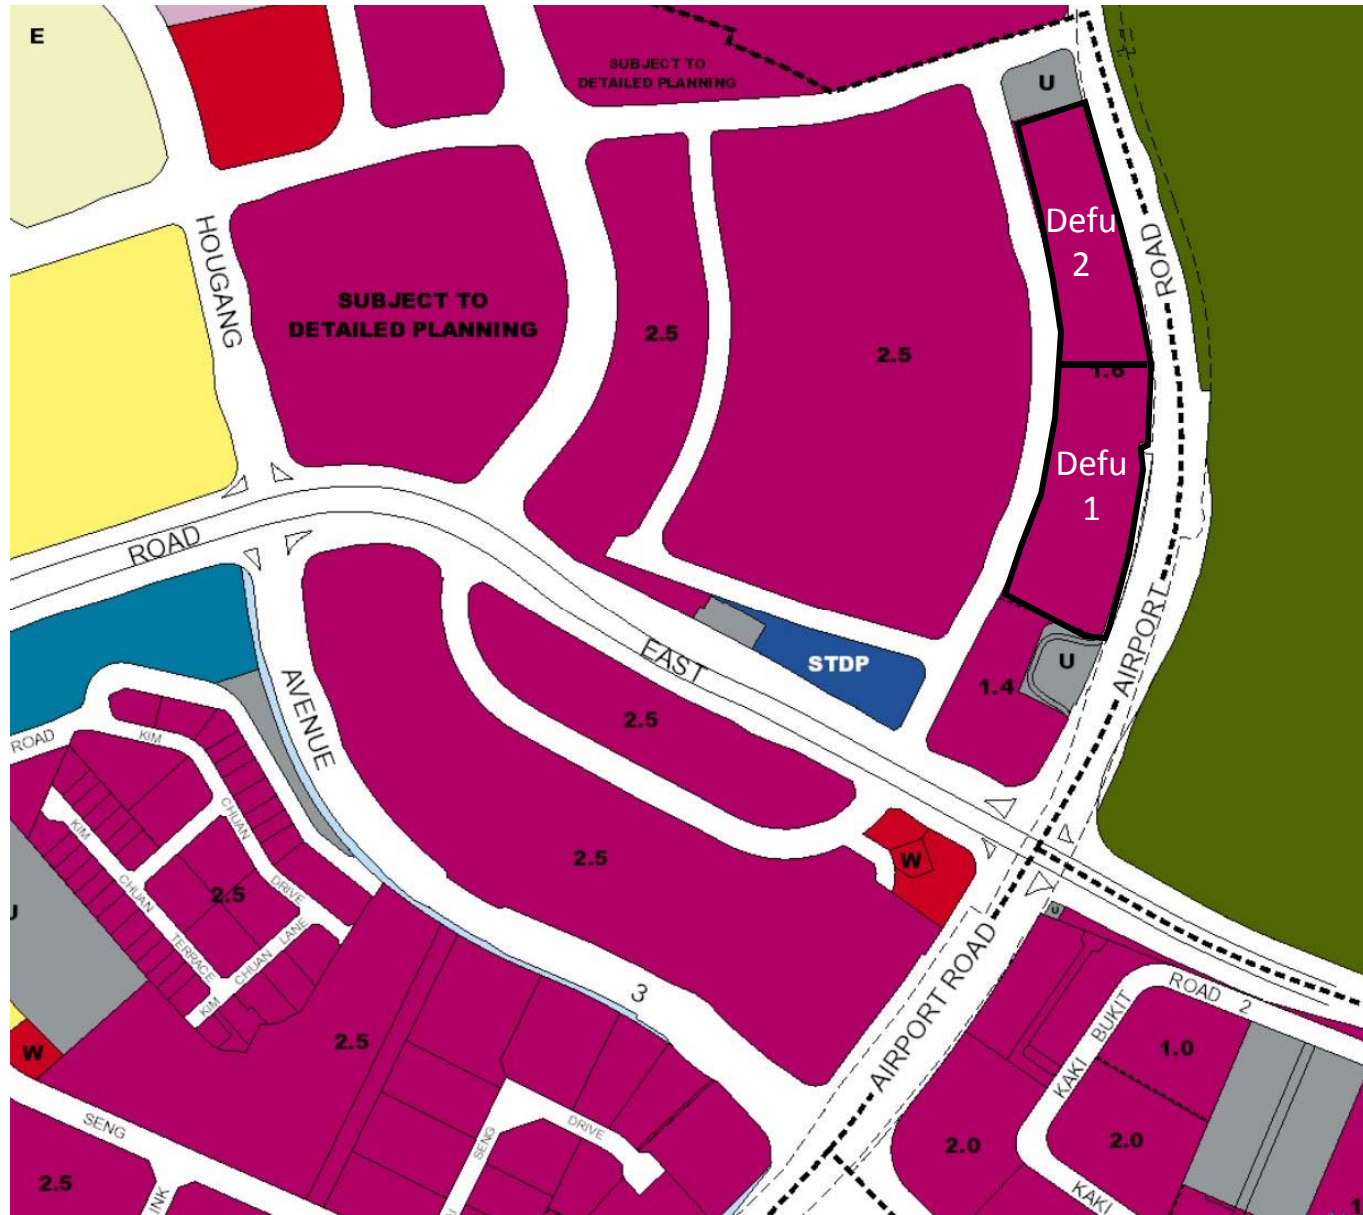 E
SUBJECT TO
DETAILED PLANNING
U
Defu
2
ROAD
HOUGANG
SUBJECT TO
DETAILED PLANNING
2.5
2.5
1.6
Defu
1
ROAD
EAST
STDP
U
1.4
AIRPORT
AVENUE
2.5
ROAD
KIM
CHUAN
DRIVE
KIM
CHUAN
TERRACE
2.5
KIM
CHUAN
LANE
2.5
W
U
3
AIRPORT ROAD
ROAD 2
BUKIT
KAKI
1.0
2.5
W
SENG
SENG
DRIVE
2.0
2.0
KAKI
2.5
INK